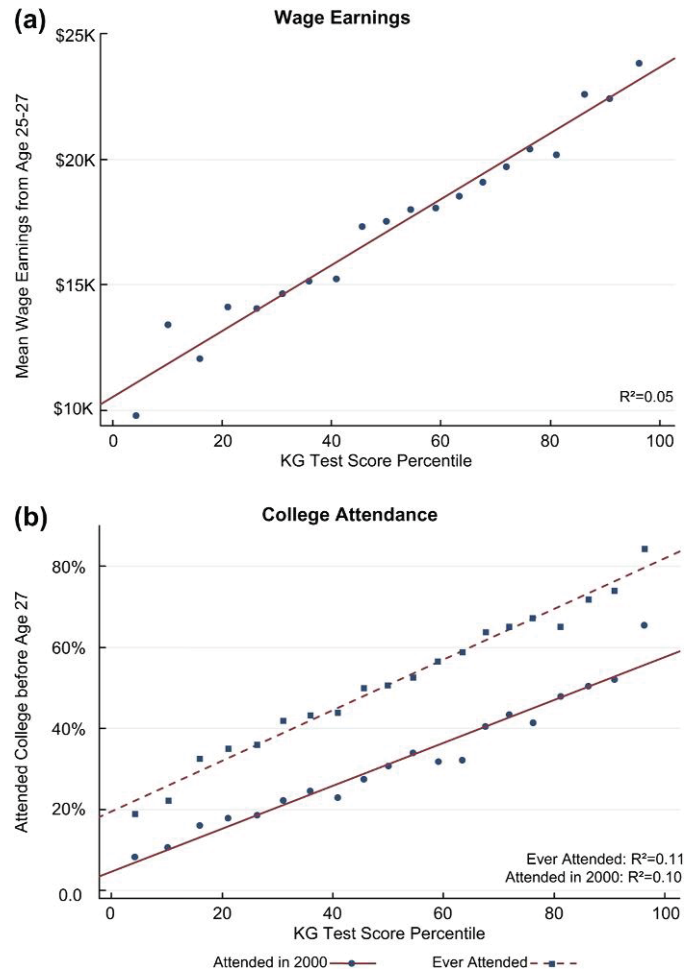 (a)
Wage Earnings
Mean Wage Earnings from Age 25-27
$25K
$20K
$15K
$10K
R²=0.05
0 20 40 60 80 100
KG Test Score Percentile
(b)
College Attendance
Attended College before Age 27
80%
60%
40%
20%
0.0
Ever Attended: R²=0.11
Attended in 2000: R²=0.10
0 20 40 60 80 100
KG Test Score Percentile
Attended in 2000 Ever Attended